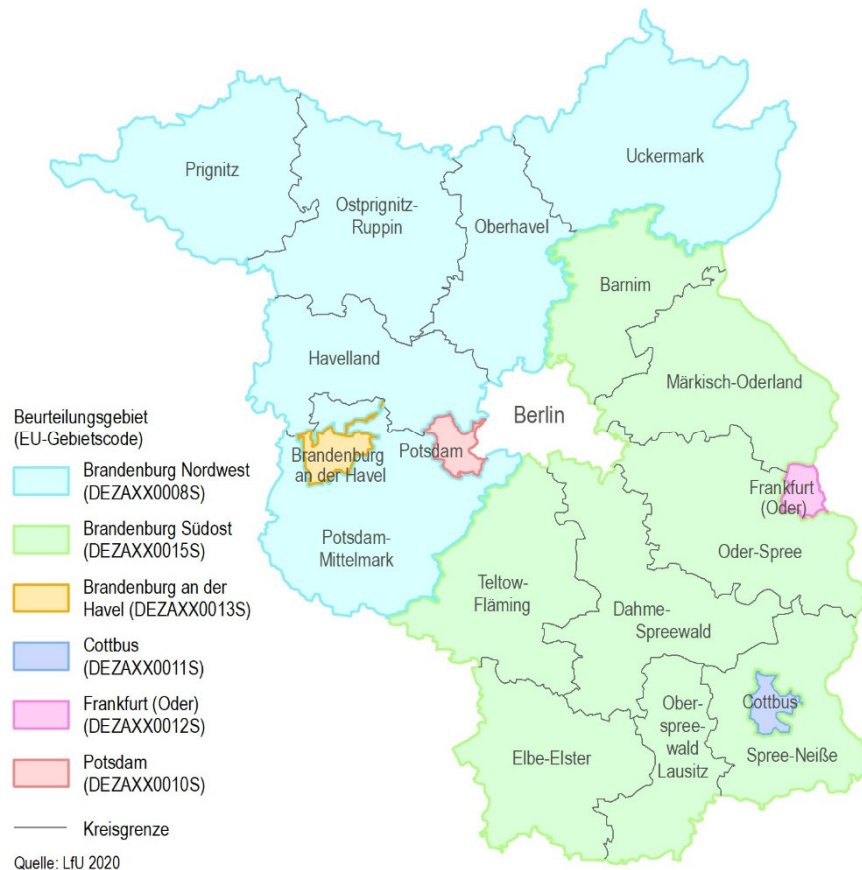 Prignitz
Ostprignitz-
Ruppin
Oberhavel
Uckermark
Barnim
Havelland
Märkisch-Oderland
Berlin
Brandenburg
an der Havel
Potsdam
Frankfurt
(Oder)
Potsdam-
Mittelmark
Oder-Spree
Teltow-
Fläming
Dahme-
Spreewald
Ober-
spree-
wald
Lausitz
Cottbus
Elbe-Elster
Spree-Neiße
Beurteilungsgebiet
(EU-Gebietscode)
Brandenburg Nordwest
(DEZAXX0008S)
Brandenburg Südost
(DEZAXX0015S)
Brandenburg an der
Havel (DEZAXX0013S)
Cottbus
(DEZAXX0011S)
Frankfurt (Oder)
(DEZAXX0012S)
Potsdam
(DEZAXX0010S)
Kreisgrenze
Quelle: LfU 2020